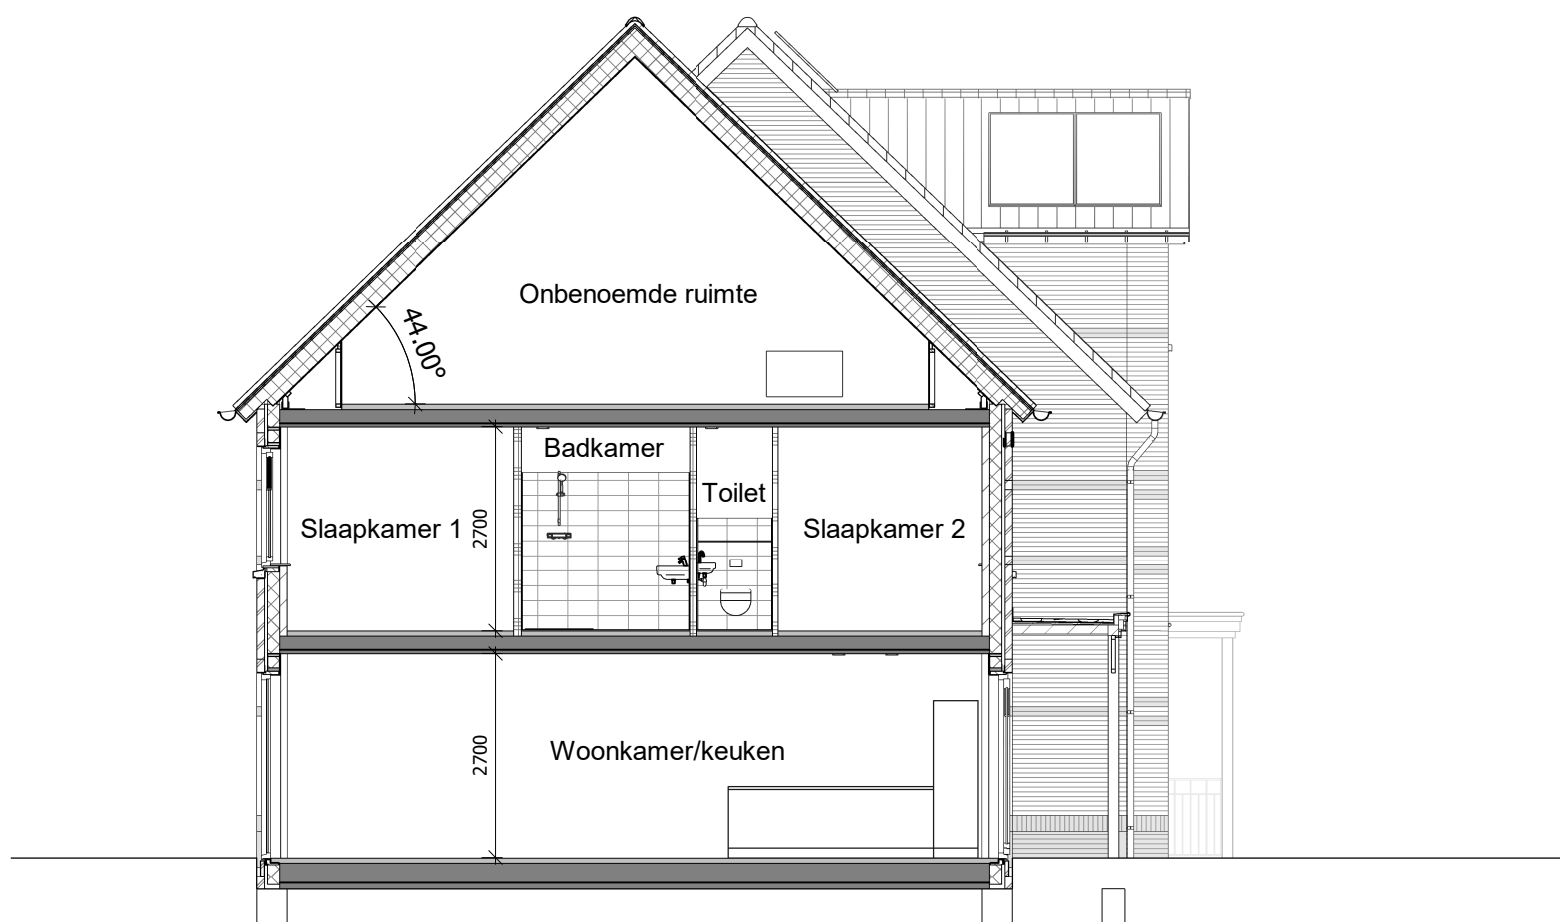 Onbenoemde ruimte
44.00°
Badkamer
Toilet
Slaapkamer 1
2700
Slaapkamer 2
2700
Woonkamer/keuken